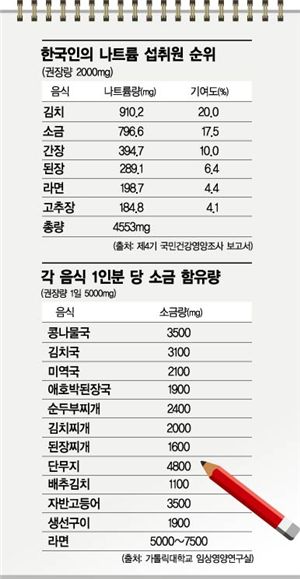 한국인의 나트륨 섭취원 순위
(권장량 2000mg)
음식 나트륨량(mg) 기여도(%)
김치 910.2 20.0
소금 796.6 17.5
간장 394.7 10.0
된장 289.1 6.4
라면 198.7 4.4
고추장 184.8 4.1
총량 4553mg
(출처: 제4기 국민건강영양조사 보고서)
각 음식 1인분 당 소금 함유량
(권장량 1일 5000mg)
음식 소금량(mg)
콩나물국 3500
김치국 3100
미역국 2100
애호박된장국 1900
순두부찌개 2400
김치찌개 2000
된장찌개 1600
단무지 4800
배추김치 1100
자반고등어 3500
생선구이 1900
라면 5000~7500
(출처: 가톨릭대학교 임상영양연구실)